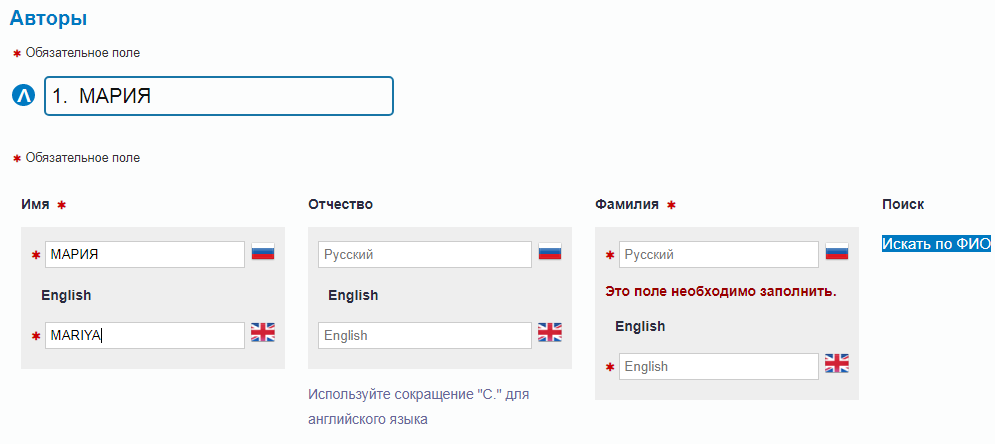 Авторы
* Обязательное поле
1. МАРИЯ
* Обязательное поле
Имя * Отчество Фамилия * Поиск
* МАРИЯ Русский * Русский Искать по ФИО
Это поле необходимо заполнить.
English English English
* MARIYA English * English
Используйте сокращение "С." для
английского языка